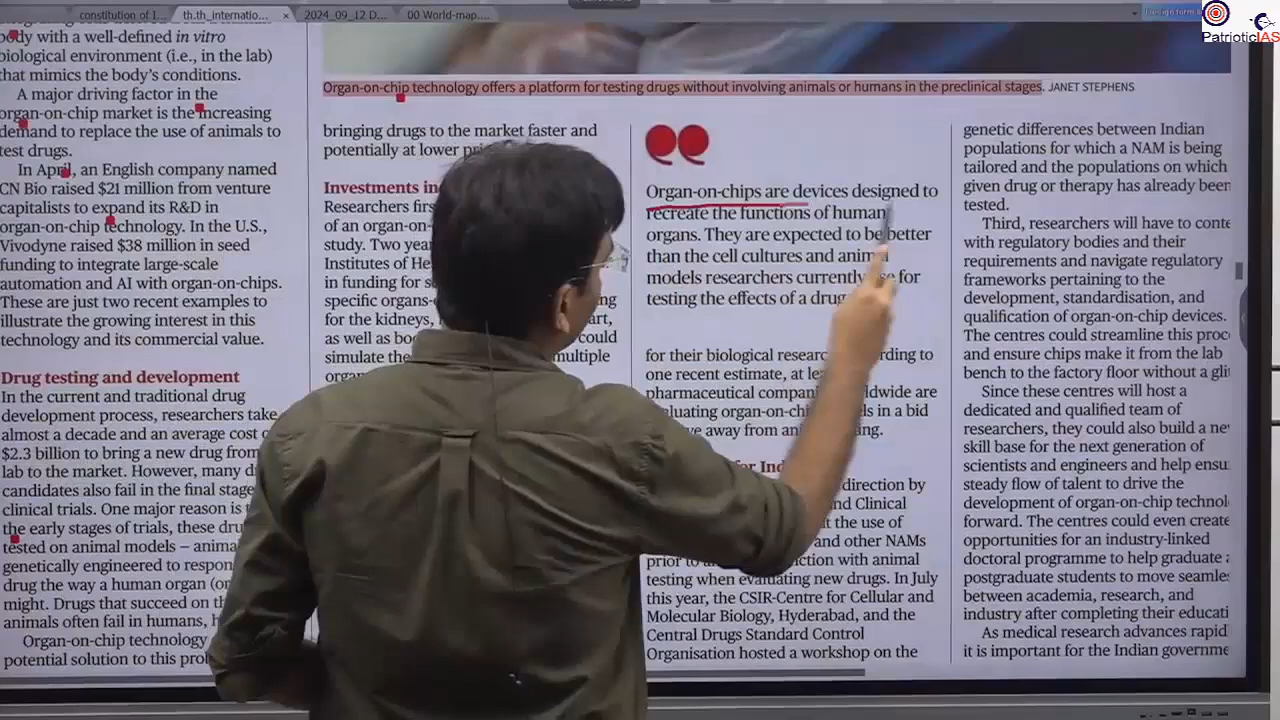 constitution of I...
th.th_internatio...
2024_09_12 D...
00 World-map....
PatrioticIAS
body with a well-defined in vitro
biological environment (i.e., in the lab)
that mimics the body's conditions.
A major driving factor in the
organ-on-chip market is the increasing
demand to replace the use of animals to
test drugs.
In April, an English company named
CN Bio raised $21 million from venture
capitalists to expand its R&D in
organ-on-chip technology. In the U.S.,
Vivodyne raised $38 million in seed
funding to integrate large-scale
automation and AI with organ-on-chips.
These are just two recent examples to
illustrate the growing interest in this
technology and its commercial value.
Drug testing and development
In the current and traditional drug
development process, researchers take
almost a decade and an average cost
$2.3 billion to bring a new drug from
lab to the market. However, many
candidates also fail in the final stage
clinical trials. One major reason is
the early stages of trials, these
tested on animal models –
genetically engineered to
drug the way a human organ
might. Drugs that succeed on
animals often fail in humans,
Organ-on-chip technology
potential solution to this
Organ-on-chip technology offers a platform for testing drugs without involving animals or humans in the preclinical stages. JANET STEPHENS
bringing drugs to the market faster and
potentially at lower
Investments
Researchers
of an organ-on-
study. Two
Institutes of
in funding for
specific organs-
for the kidneys,
as well as could
simulate the multiple
Organ-on-chips are devices designed to
recreate the functions of human
organs. They are expected to be better
than the cell cultures and
models researchers currently for
testing the effects of a
for their biological to
one recent estimate, at
pharmaceutical are
in a bid
away from
for
direction by
and Clinical
the use of
and other NAMs
prior to with animal
testing when evaluating new drugs. In July
this year, the CSIR-Centre for Cellular and
Molecular Biology, Hyderabad, and the
Central Drugs Standard Control
Organisation hosted a workshop on the
genetic differences between Indian
populations for which a NAM is being
tailored and the populations on which
given drug or therapy has already been
tested.
Third, researchers will have to
with regulatory bodies and their
requirements and navigate regulatory
frameworks pertaining to the
development, standardisation, and
qualification of organ-on-chip devices.
The centres could streamline this
and ensure chips make it from the lab
bench to the factory floor without a
Since these centres will host a
dedicated and qualified team of
researchers, they could also build a
skill base for the next generation of
scientists and engineers and help
steady flow of talent to drive the
development of organ-on-chip
forward. The centres could even create
opportunities for an industry-linked
doctoral programme to help graduate
postgraduate students to move
between academia, research, and
industry after completing their
As medical research advances
it is important for the Indian